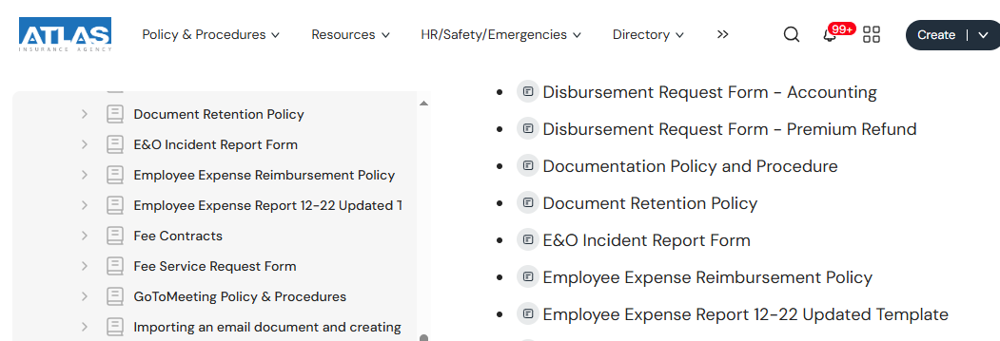 ATLAS
INSURANCE AGENCY
Policy & Procedures
Resources
HR/Safety/Emergencies
Directory
99+
Create
Document Retention Policy
E&O Incident Report Form
Employee Expense Reimbursement Policy
Employee Expense Report 12-22 Updated T
Fee Contracts
Fee Service Request Form
GoToMeeting Policy & Procedures
Importing an email document and creating
Disbursement Request Form - Accounting
Disbursement Request Form - Premium Refund
Documentation Policy and Procedure
Document Retention Policy
E&O Incident Report Form
Employee Expense Reimbursement Policy
Employee Expense Report 12-22 Updated Template